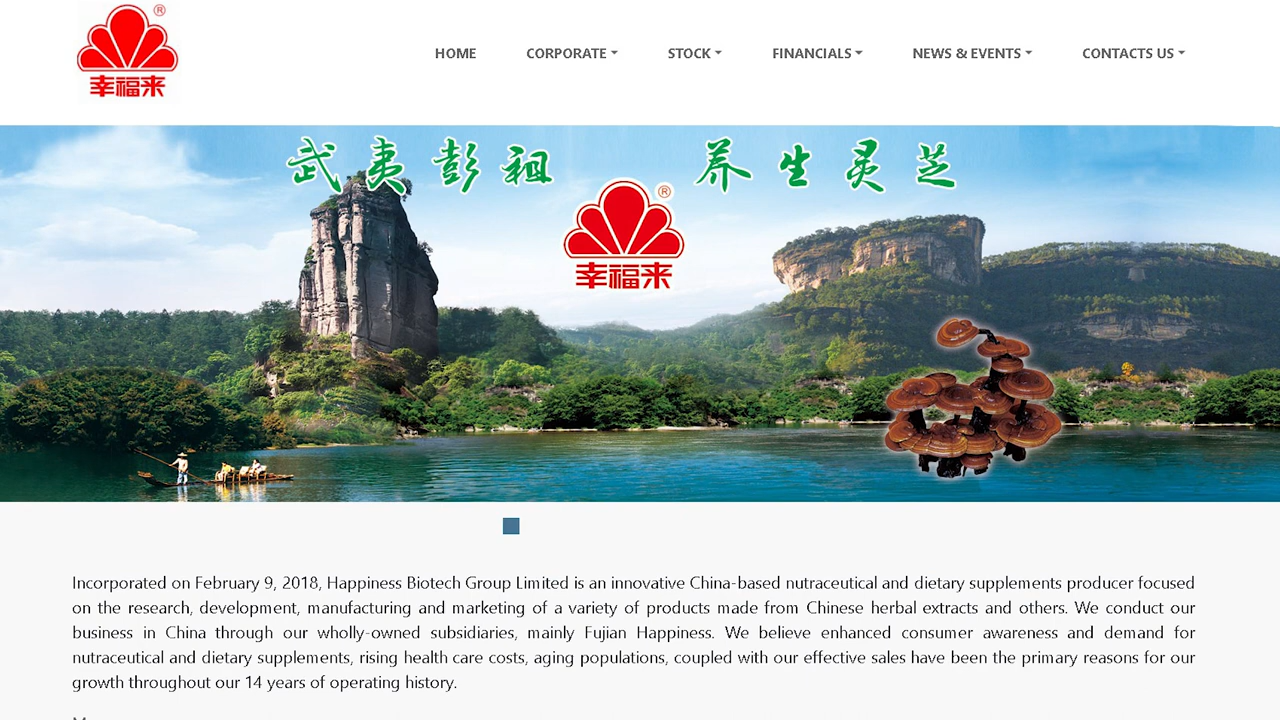 ®
幸福来
HOME
CORPORATE
STOCK
FINANCIALS
NEWS & EVENTS
CONTACTS US
武夷彭祖 养生灵芝
®
幸福来
Incorporated on February 9, 2018, Happiness Biotech Group Limited is an innovative China-based nutraceutical and dietary supplements producer focused
on the research, development, manufacturing and marketing of a variety of products made from Chinese herbal extracts and others. We conduct our
business in China through our wholly-owned subsidiaries, mainly Fujian Happiness. We believe enhanced consumer awareness and demand for
nutraceutical and dietary supplements, rising health care costs, aging populations, coupled with our effective sales have been the primary reasons for our
growth throughout our 14 years of operating history.